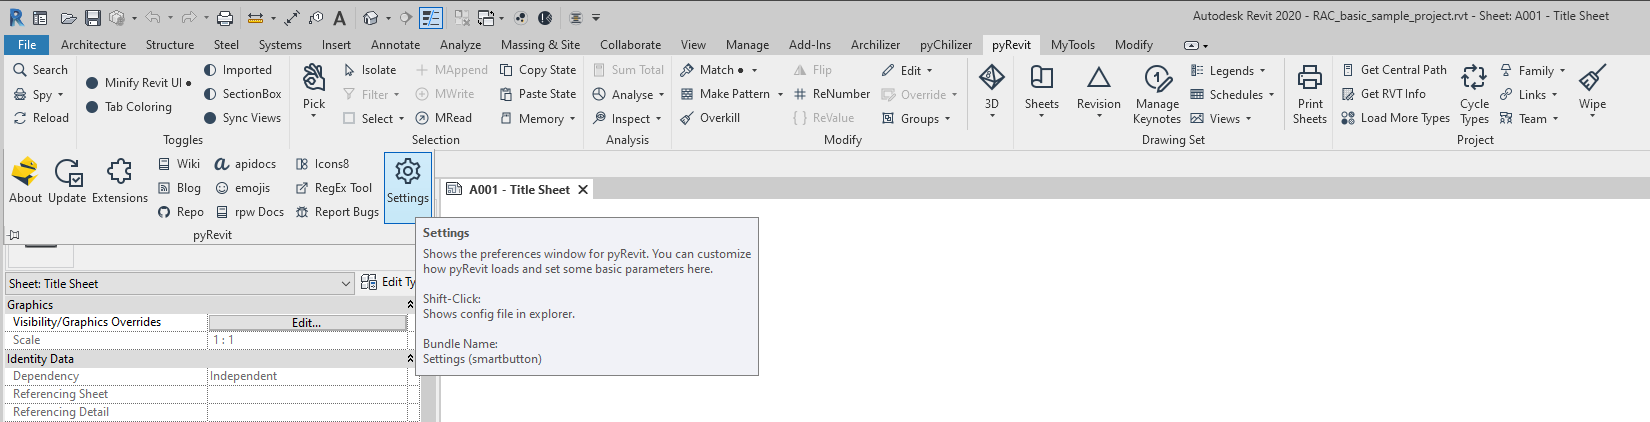 Autodesk Revit 2020 - RAC_basic_sample_project.rvt - Sheet: A001 - Title Sheet
File Architecture Structure Steel Systems Insert Annotate Analyze Massing & Site Collaborate View Manage Add-Ins Archilizer pyChilizer pyRevit MyTools Modify
Search Imported Isolate MAppend Copy State Sum Total Match Flip Edit Legends Get Central Path Family
Minify Revit UI
Spy SectionBox Filter MWrite Paste State Analyse Make Pattern ReNumber Override Schedules Get RVT Info Links
Tab Coloring Pick 3D Sheets Revision Manage Print Cycle Wipe
Reload Sync Views Select MRead Memory Inspect Overkill ReValue Groups Keynotes Views Sheets Load More Types Types Team
Toggles Selection Analysis Modify Drawing Set Project
Wiki apidocs Icons8
Blog emojis RegEx Tool
About Update Extensions Settings
Repo rpw Docs Report Bugs
pyRevit
A001 - Title Sheet
Settings
Shows the preferences window for pyRevit. You can customize
how pyRevit loads and set some basic parameters here.
Shift-Click:
Shows config file in explorer.
Bundle Name:
Settings (smartbutton)
Sheet: Title Sheet Edit Ty
Graphics
Visibility/Graphics Overrides Edit...
Scale 1 : 1
Identity Data
Dependency Independent
Referencing Sheet
Referencing Detail